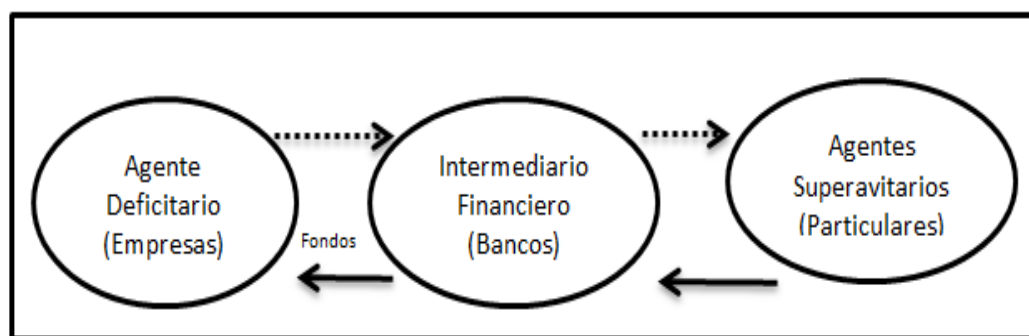 Agente
Deficitario
(Empresas)
Fondos
Intermediario
Financiero
(Bancos)
Agentes
Superavitarios
(Particulares)